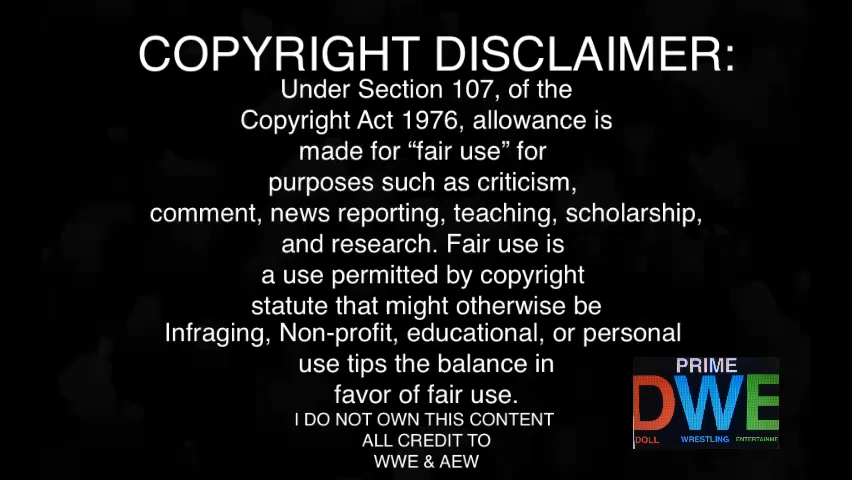 COPYRIGHT DISCLAIMER:
Under Section 107, of the
Copyright Act 1976, allowance is
made for “fair use” for
purposes such as criticism,
comment, news reporting, teaching, scholarship,
and research. Fair use is
a use permitted by copyright
statute that might otherwise be
Infraging, Non-profit, educational, or personal
use tips the balance in
favor of fair use.
I DO NOT OWN THIS CONTENT
ALL CREDIT TO
WWE & AEW
PRIME
DWE
DOLL WRESTLING ENTERTAINME